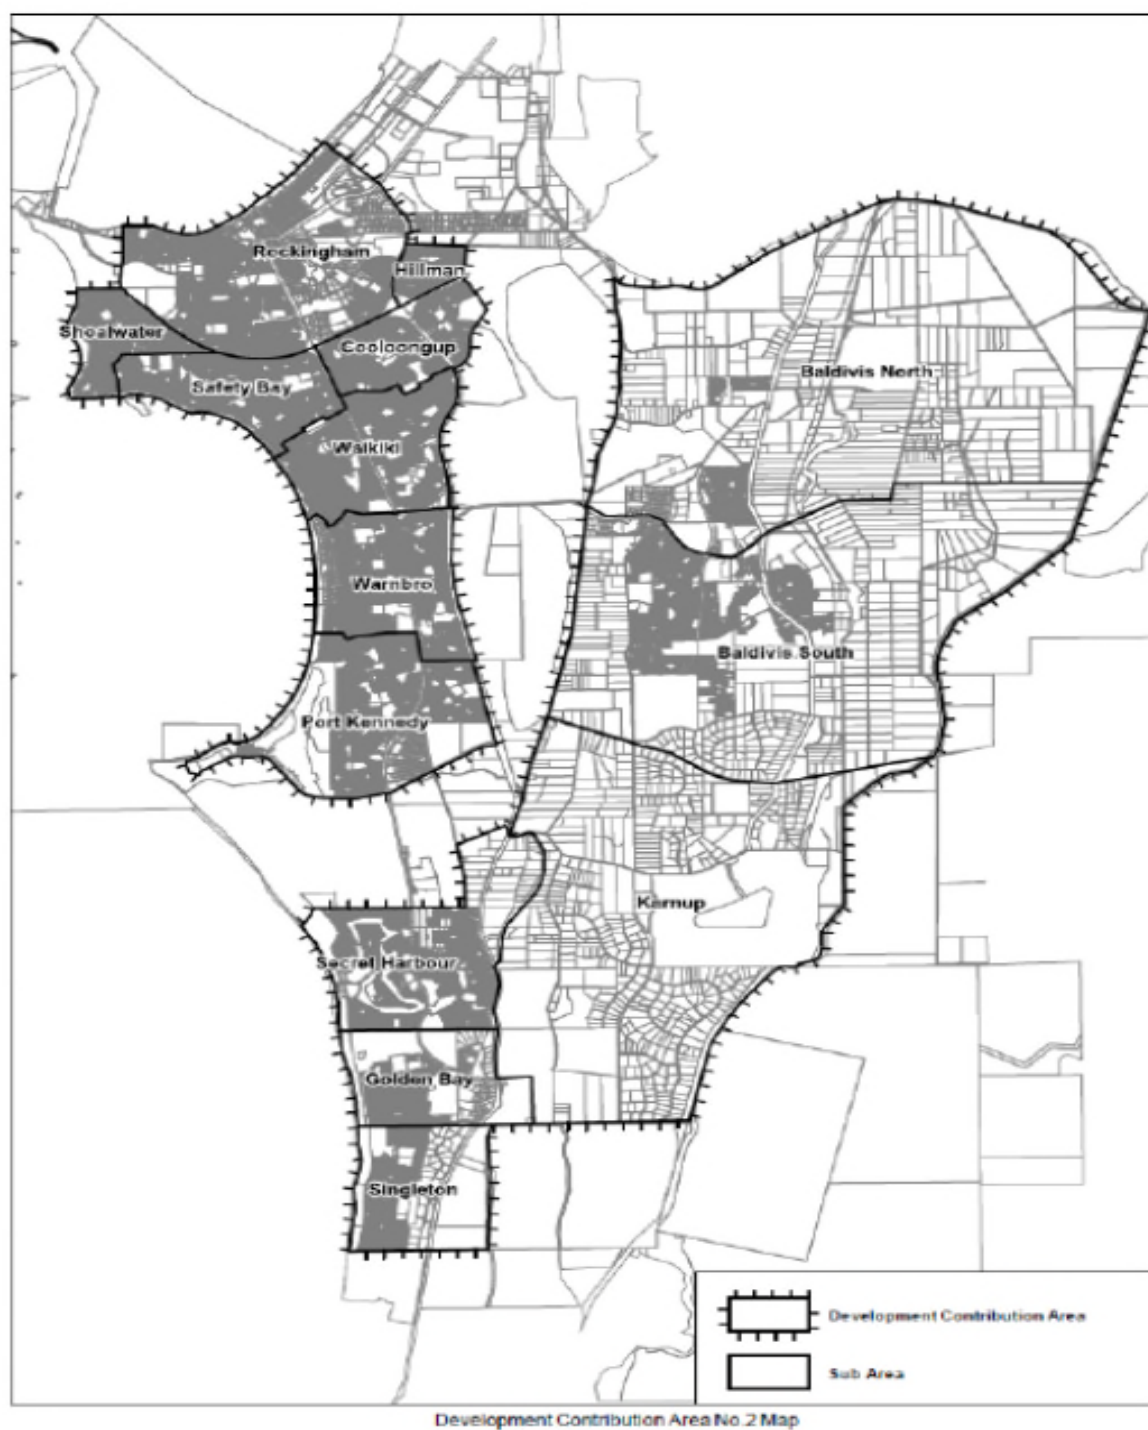 Rockingham
Hillman
Shoalwater
Cooloongup
Safety Bay
Baldivis North
Waikiki
Warnbro
Baldivis South
Port Kennedy
Karnup
Secret Harbour
Golden Bay
Singleton
Development Contribution Area
Sub Area
Development Contribution Area No.2 Map